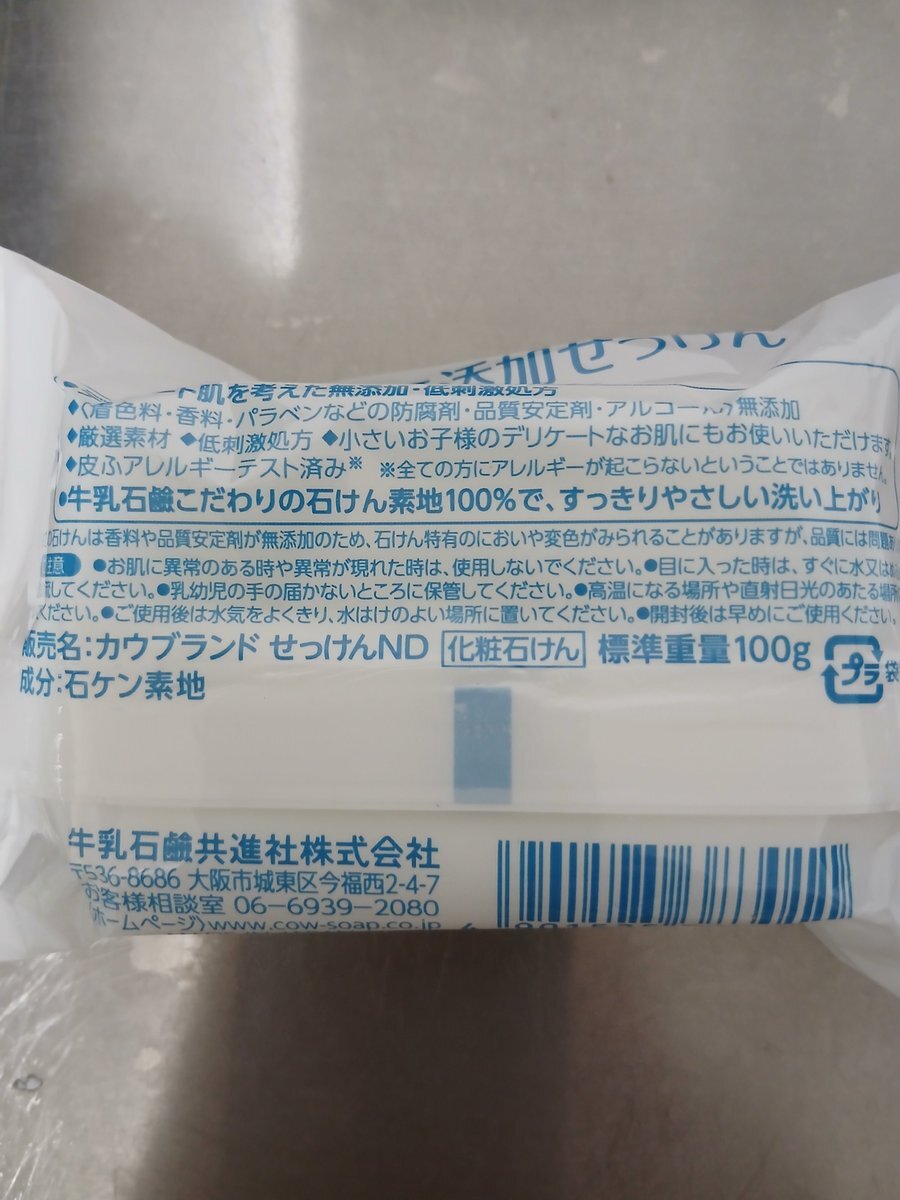 添加せっけん
ト肌を考えた無添加・低刺激処方
◆〈着色料・香料・パラベンなどの防腐剤・品質安定剤・アルコール〉無添加
◆厳選素材 ◆低刺激処方 ◆小さいお子様のデリケートなお肌にもお使いいただけます。
◆皮ふアレルギーテスト済み※ ※全ての方にアレルギーが起こらないということではありません。
●牛乳石鹼こだわりの石けん素地100%で、すっきりやさしい洗い上がり
石けんは香料や品質安定剤が無添加のため、石けん特有のにおいや変色がみられることがありますが、品質には問題
注意 ●お肌に異常のある時や異常が現れた時は、使用しないでください。●目に入った時は、すぐに水又は
流してください。●乳幼児の手の届かないところに保管してください。●高温になる場所や直射日光のあたる場所
ください。●ご使用後は水気をよくきり、水はけのよい場所に置いてください。●開封後は早めにご使用ください。
販売名:カウブランド せっけんND 化粧石けん 標準重量100g プラ 袋
成分:石ケン素地
牛乳石鹼共進社株式会社
〒536-8686 大阪市城東区今福西2-4-7
お客様相談室 06-6939-2080
(ホームページ)www.cow-soap.co.jp